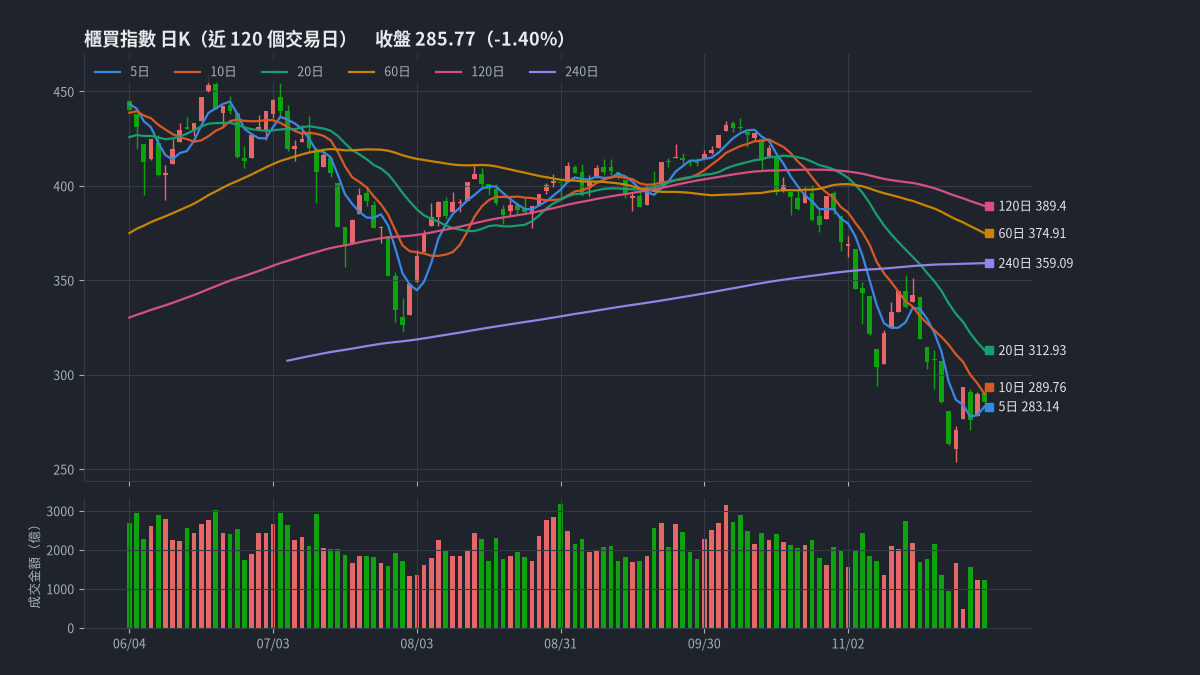 櫃買指數 日K（近 120 個交易日）　收盤 285.77（-1.40%）
5日 10日 20日 60日 120日 240日
450
400
350
300
250
120日 389.4
60日 374.91
240日 359.09
20日 312.93
10日 289.76
5日 283.14
成交金額（億）
3000
2000
1000
0
06/04 07/03 08/03 08/31 09/30 11/02